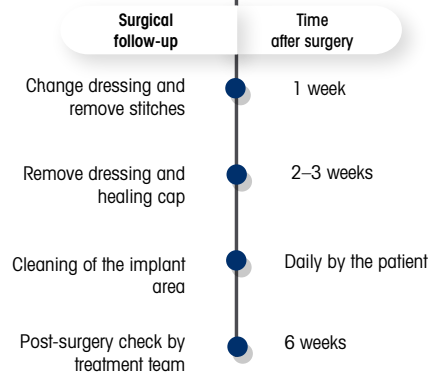 Surgical
follow-up
Time
after surgery
Change dressing and
remove stitches
1 week
Remove dressing and
healing cap
2–3 weeks
Cleaning of the implant
area
Daily by the patient
Post-surgery check by
treatment team
6 weeks